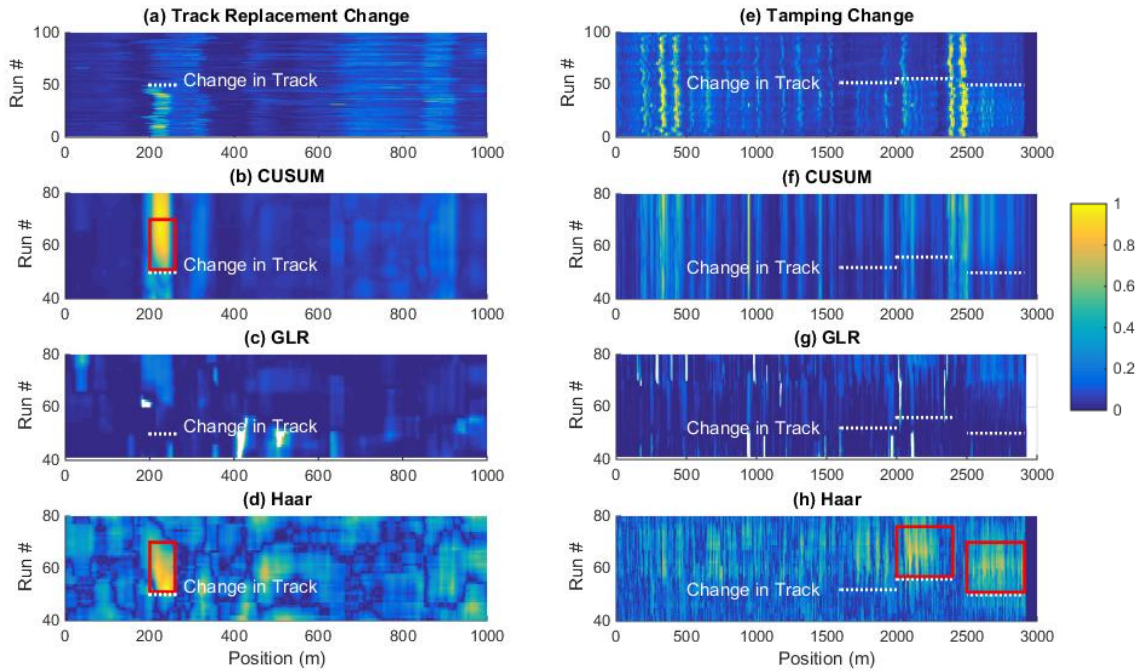 (a) Track Replacement Change
Run #
100
50
0
Change in Track
0 200 400 600 800 1000
(b) CUSUM
Run #
80
60
40
Change in Track
0 200 400 600 800 1000
(c) GLR
Run #
80
60
40
Change in Track
0 200 400 600 800 1000
(d) Haar
Run #
80
60
40
Change in Track
0 200 400 600 800 1000
Position (m)
(e) Tamping Change
Run #
100
50
0
Change in Track
0 500 1000 1500 2000 2500 3000
(f) CUSUM
Run #
80
60
40
Change in Track
0 500 1000 1500 2000 2500 3000
(g) GLR
Run #
80
60
40
Change in Track
0 500 1000 1500 2000 2500 3000
(h) Haar
Run #
80
60
40
Change in Track
0 500 1000 1500 2000 2500 3000
Position (m)
1
0.8
0.6
0.4
0.2
0